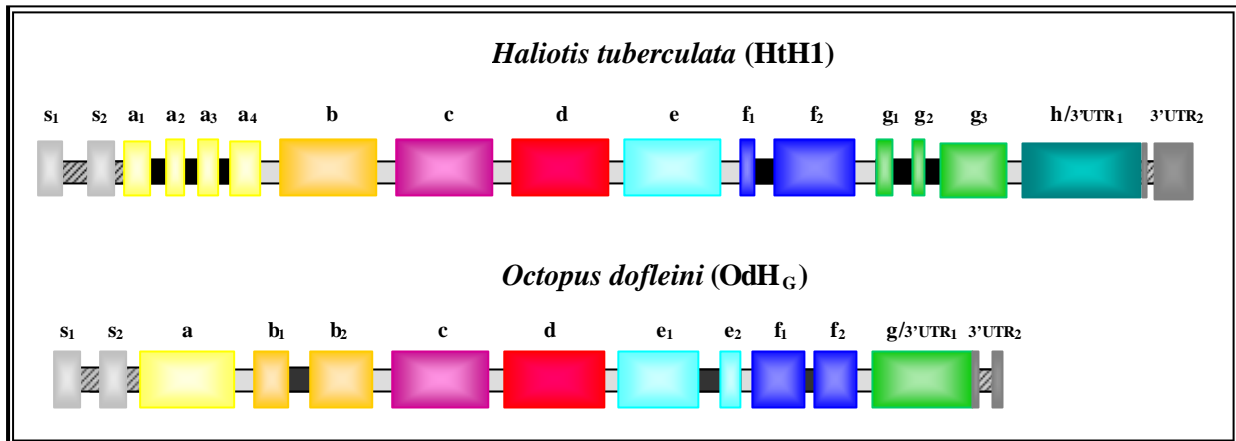 Haliotis tuberculata (HtH1)
s1 s2 a1 a2 a3 a4 b c d e f1 f2 g1 g2 g3 h/3'UTR1 3'UTR2
Octopus dofleini (OdHG)
s1 s2 a b1 b2 c d e1 e2 f1 f2 g/3'UTR1 3'UTR2